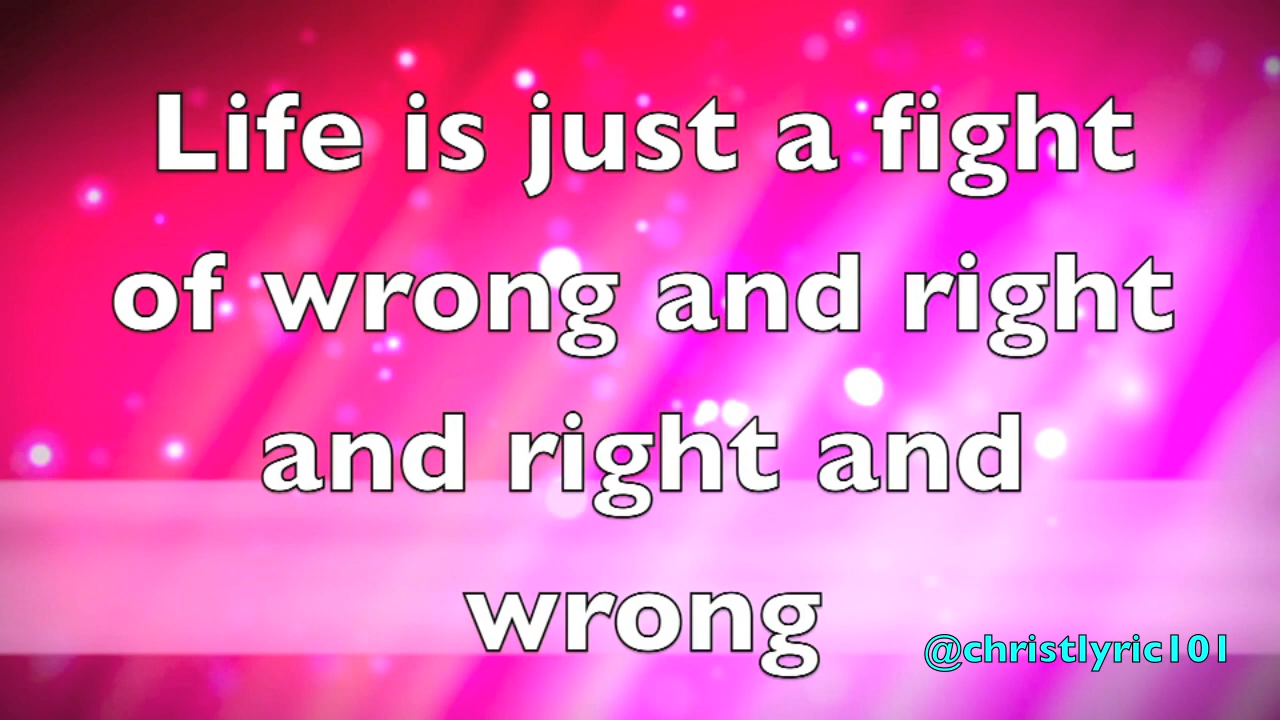 Life is just a fight
of wrong and right
and right and
wrong
@christlyric101